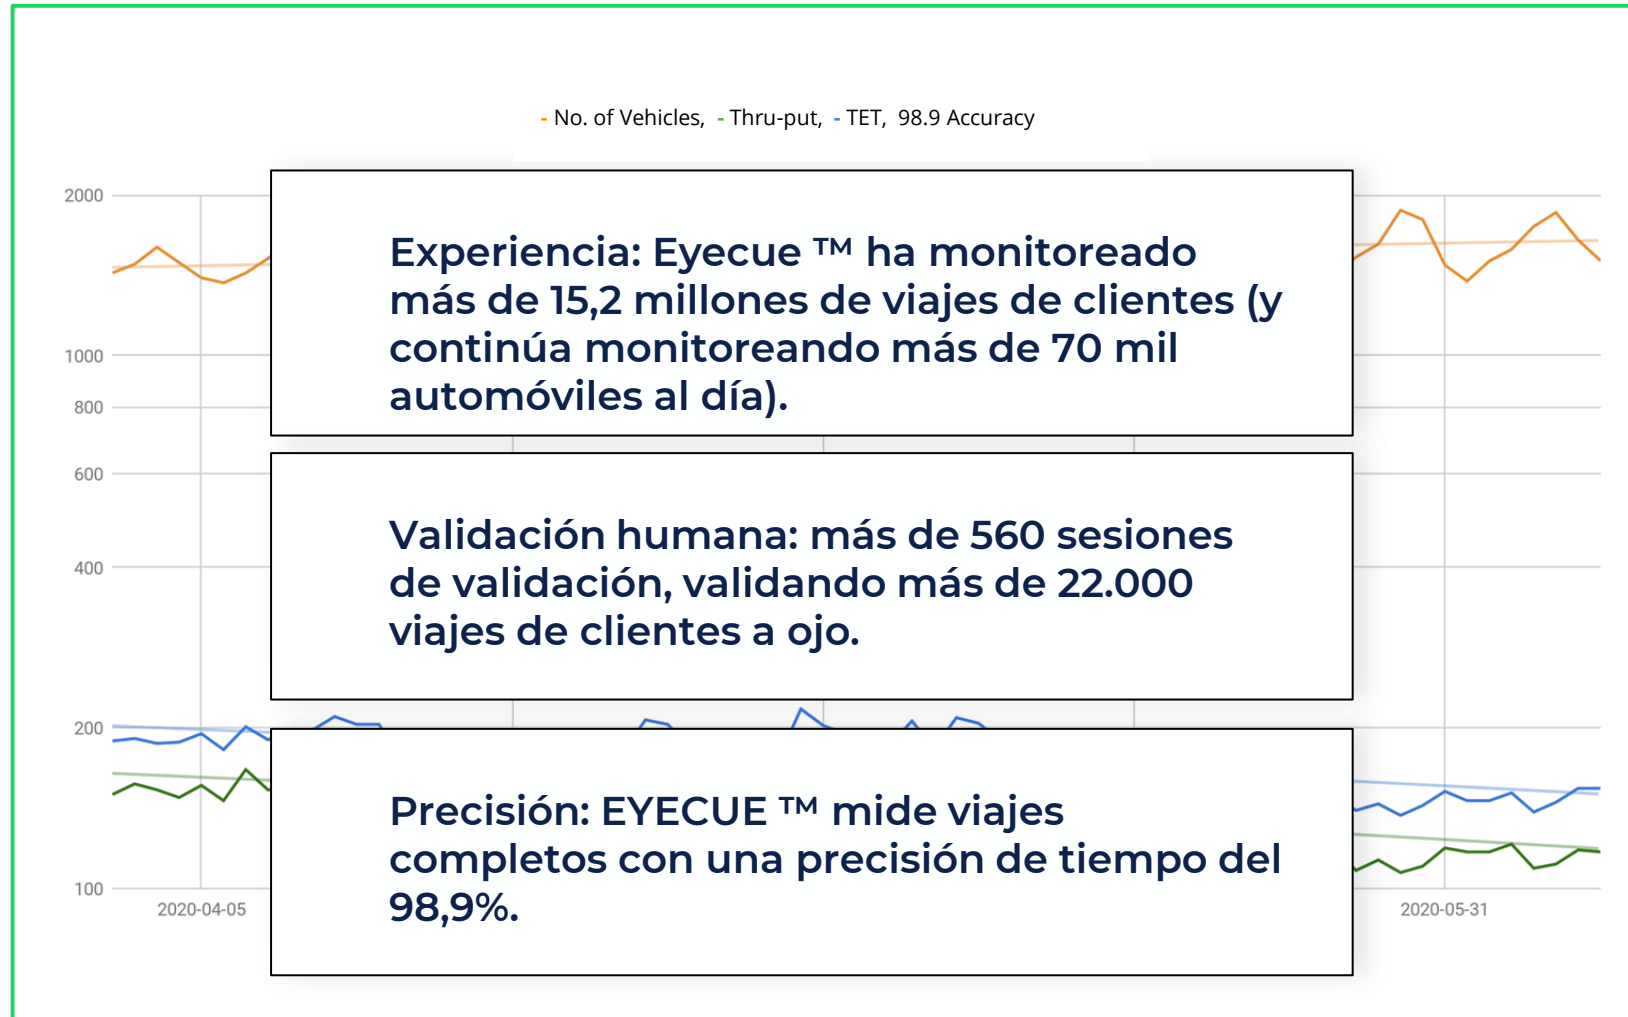 - No. of Vehicles, - Thru-put, - TET, 98.9 Accuracy
2000
1000
800
600
400
200
100
Experiencia: Eyecue ™ ha monitoreado
más de 15,2 millones de viajes de clientes (y
continúa monitoreando más de 70 mil
automóviles al día).
Validación humana: más de 560 sesiones
de validación, validando más de 22.000
viajes de clientes a ojo.
Precisión: EYECUE ™ mide viajes
completos con una precisión de tiempo del
98,9%.
2020-04-05
2020-05-31